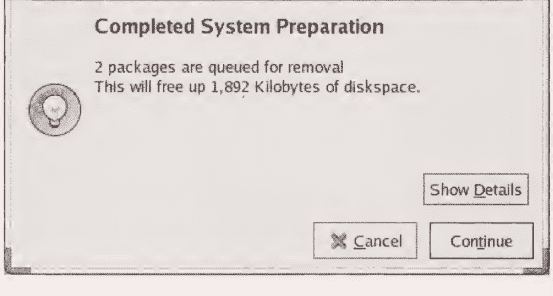 Completed System Preparation
2 packages are queued for removal
This will free up 1,892 Kilobytes of diskspace.
Show Details
Cancel
Continue